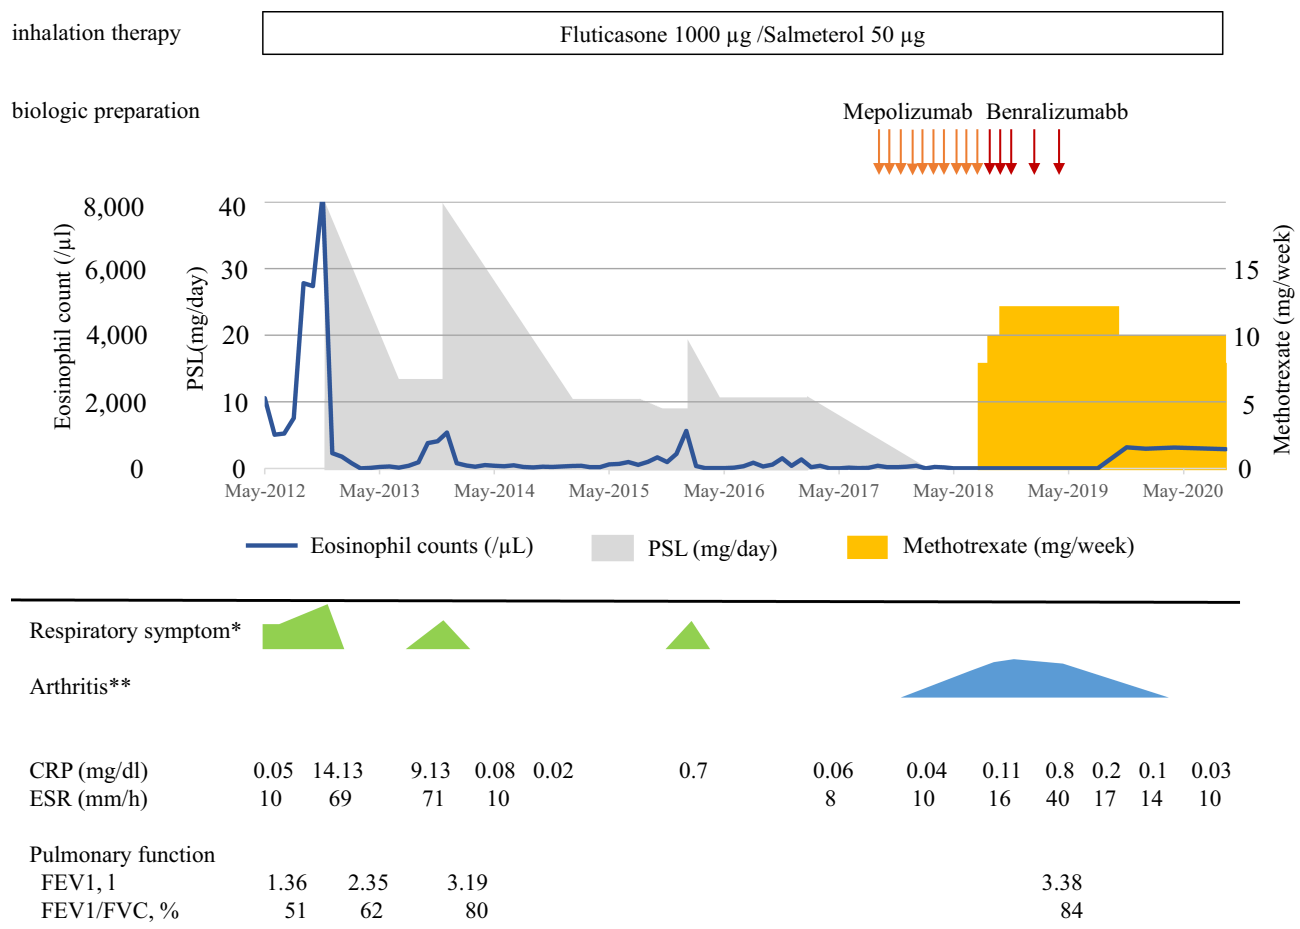 inhalation therapy
Fluticasone 1000 µg /Salmeterol 50 µg
biologic preparation
Mepolizumab Benralizumabb
8,000 40
6,000 30 15
4,000 20 10
2,000 10 5
0 0 0
Eosinophil count (/µl)
PSL(mg/day)
Methotrexate (mg/week)
May-2012 May-2013 May-2014 May-2015 May-2016 May-2017 May-2018 May-2019 May-2020
Eosinophil counts (/µL) PSL (mg/day) Methotrexate (mg/week)
Respiratory symptom*
Arthritis**
CRP (mg/dl) 0.05 14.13 9.13 0.08 0.02 0.7 0.06 0.04 0.11 0.8 0.2 0.1 0.03
ESR (mm/h) 10 69 71 10 8 10 16 40 17 14 10
Pulmonary function
FEV1, l 1.36 2.35 3.19 3.38
FEV1/FVC, % 51 62 80 84